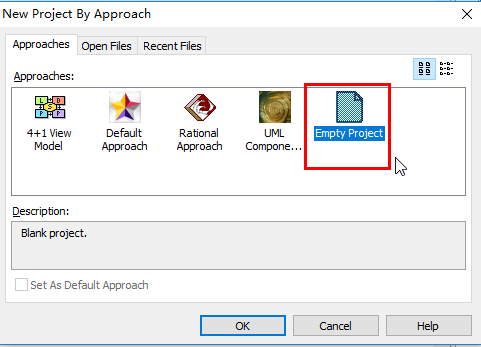 New Project By Approach
Approaches
Open Files
Recent Files
Approaches:
4+1 View
Model
Default
Approach
Rational
Approach
UML
Compone...
Empty Project
Description:
Blank project.
Set As Default Approach
OK
Cancel
Help